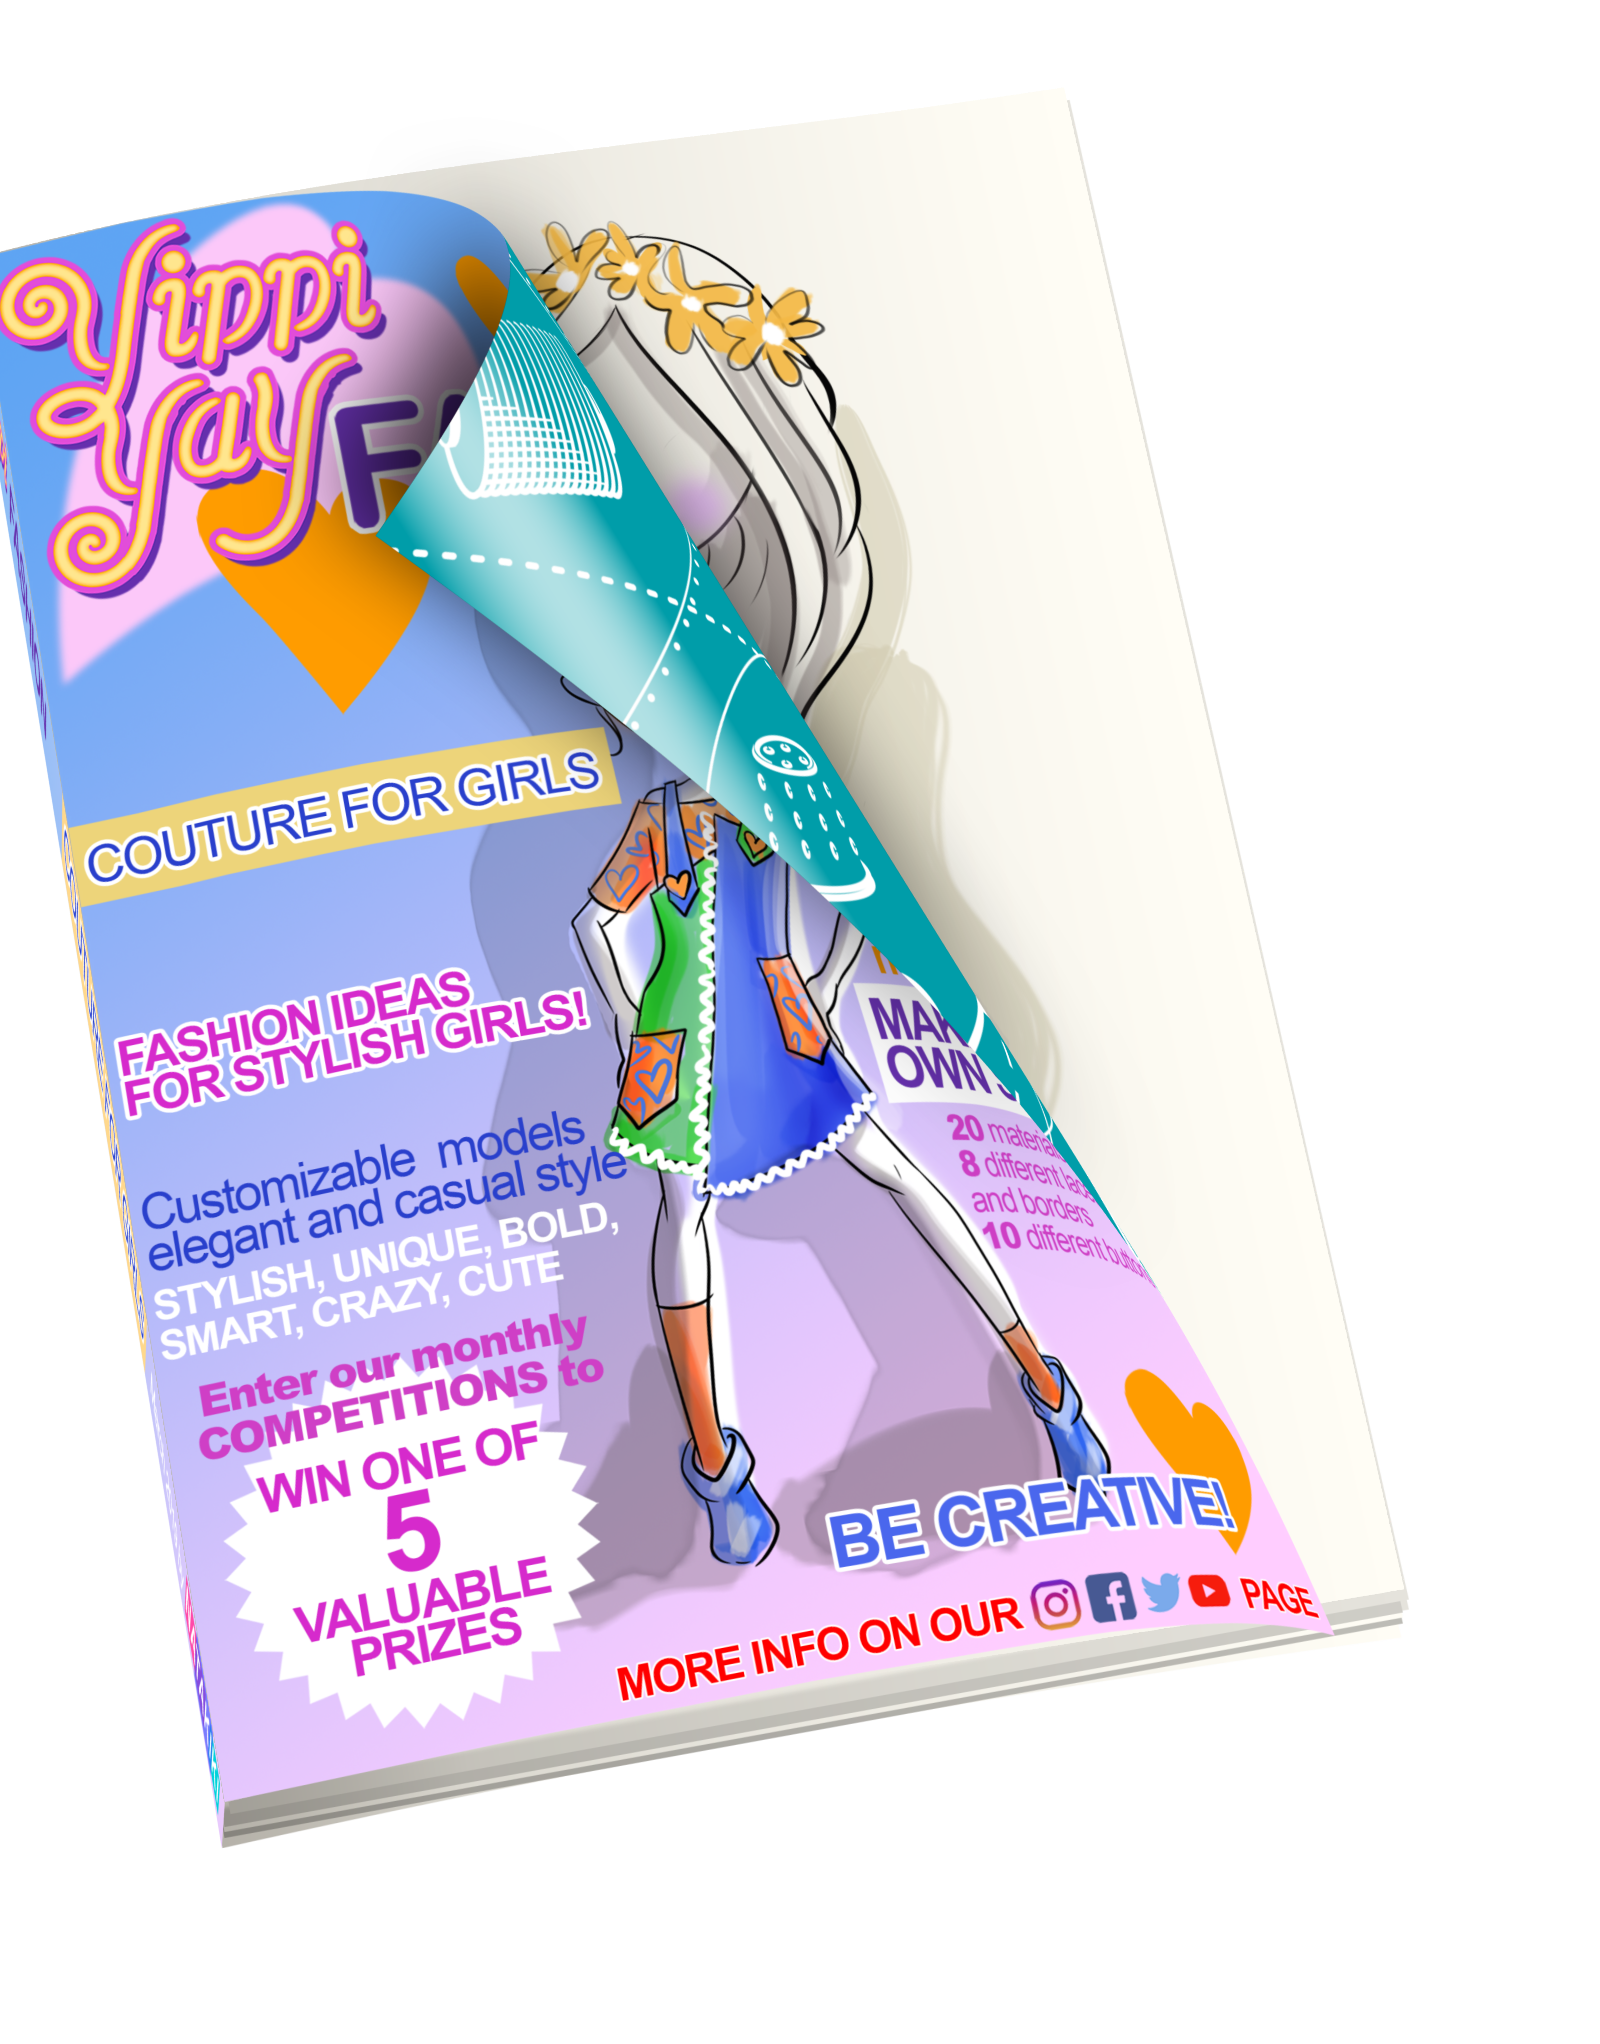 Yippi
Yay
COUTURE FOR GIRLS
FASHION IDEAS
FOR STYLISH GIRLS!
Customizable models
elegant and casual style
STYLISH, UNIQUE, BOLD,
SMART, CRAZY, CUTE
Enter our monthly
COMPETITIONS to
WIN ONE OF
5
VALUABLE
PRIZES
OWN
20
8 different
and borders
10 different
BE CREATIVE!
MORE INFO ON OUR PAGE